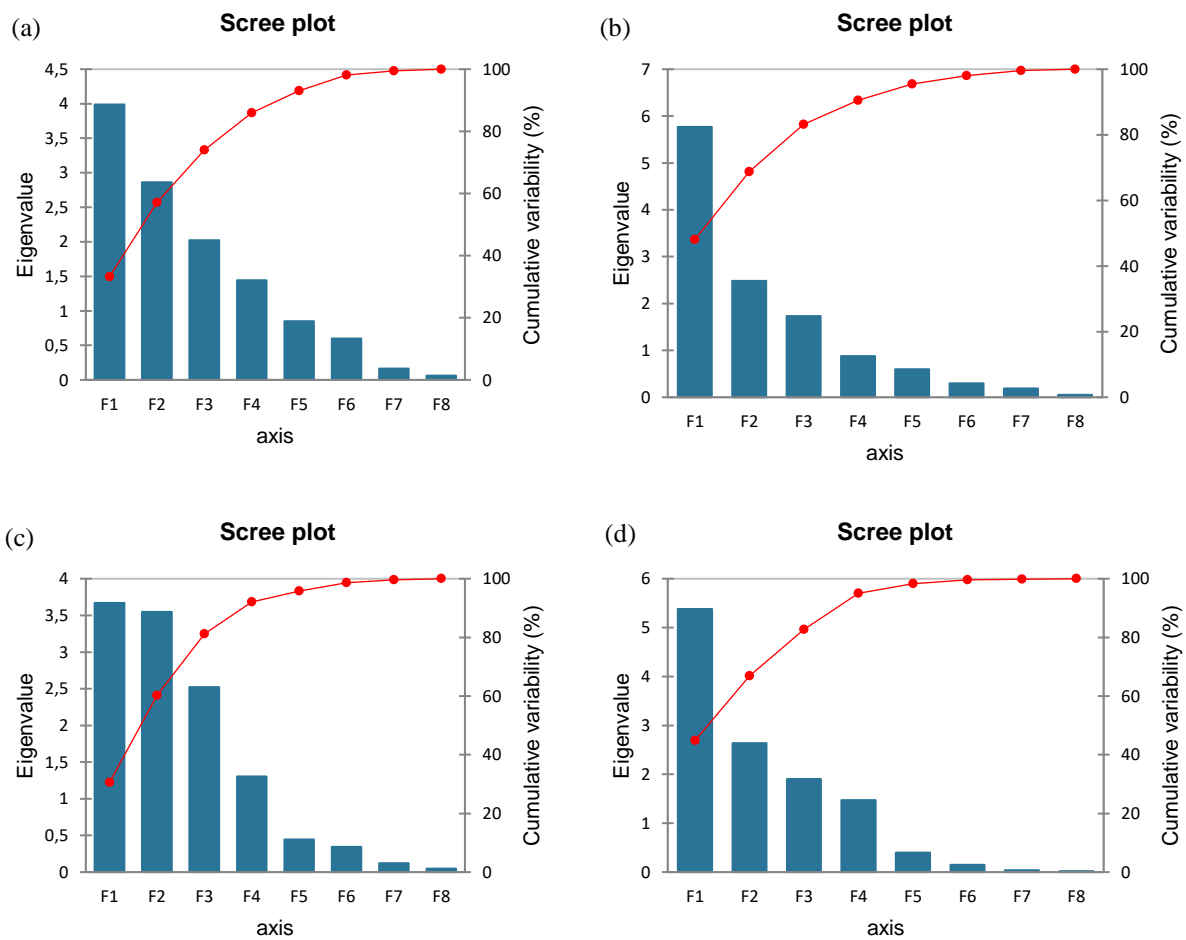 (a)
Scree plot
4,5
4
3,5
3
2,5
2
1,5
1
0,5
0
Eigenvalue
100
80
60
40
20
0
Cumulative variability (%)
F1 F2 F3 F4 F5 F6 F7 F8
axis
(b)
Scree plot
7
6
5
4
3
2
1
0
Eigenvalue
100
80
60
40
20
0
Cumulative variability (%)
F1 F2 F3 F4 F5 F6 F7 F8
axis
(c)
Scree plot
4
3,5
3
2,5
2
1,5
1
0,5
0
Eigenvalue
100
80
60
40
20
0
Cumulative variability (%)
F1 F2 F3 F4 F5 F6 F7 F8
axis
(d)
Scree plot
6
5
4
3
2
1
0
Eigenvalue
100
80
60
40
20
0
Cumulative variability (%)
F1 F2 F3 F4 F5 F6 F7 F8
axis